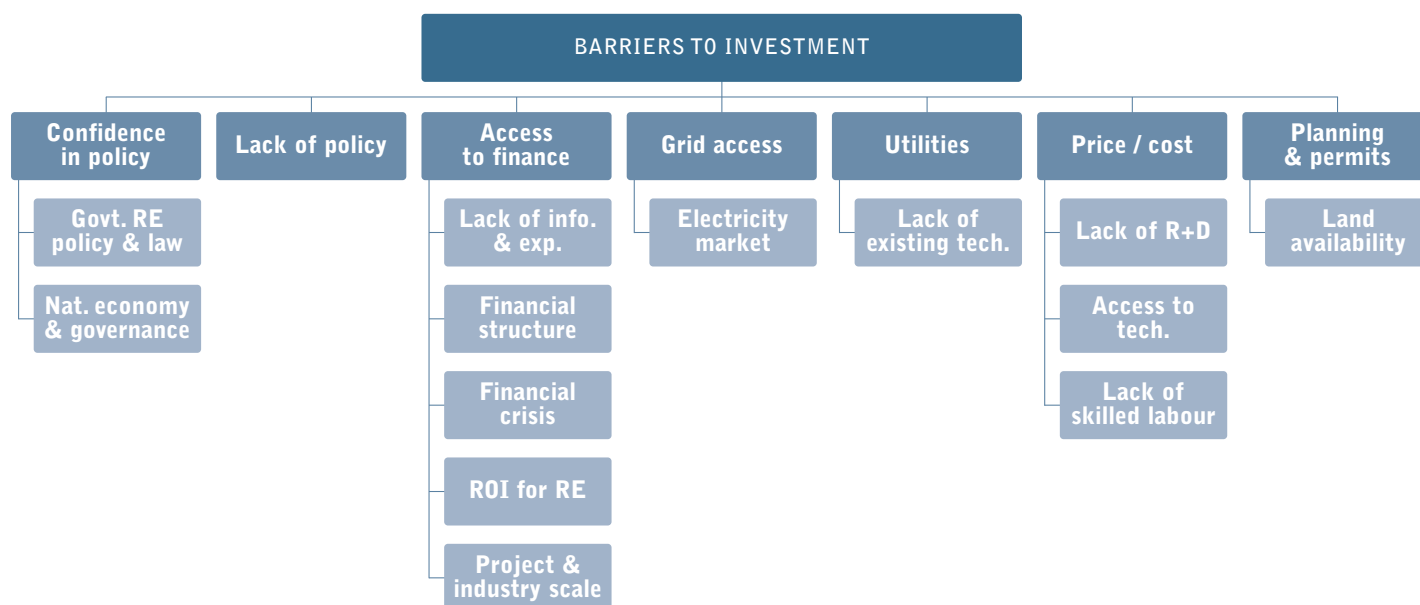 BARRIERS TO INVESTMENT
Confidence
in policy
Govt. RE
policy & law
Nat. economy
& governance
Lack of policy
Access
to finance
Lack of info.
& exp.
Financial
structure
Financial
crisis
ROI for RE
Project &
industry scale
Grid access
Electricity
market
Utilities
Lack of
existing tech.
Price / cost
Lack of R+D
Access to
tech.
Lack of
skilled labour
Planning
& permits
Land
availability